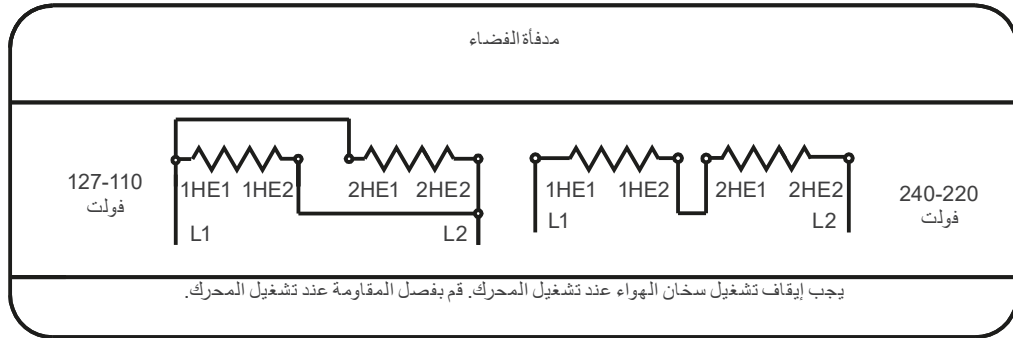 مدفأة الفضاء
127-110
فولت
1HE1 1HE2 2HE1 2HE2
L1 L2
1HE1 1HE2 2HE1 2HE2
L1 L2
240-220
فولت
يجب إيقاف تشغيل سخان الهواء عند تشغيل المحرك. قم بفصل المقاومة عند تشغيل المحرك.